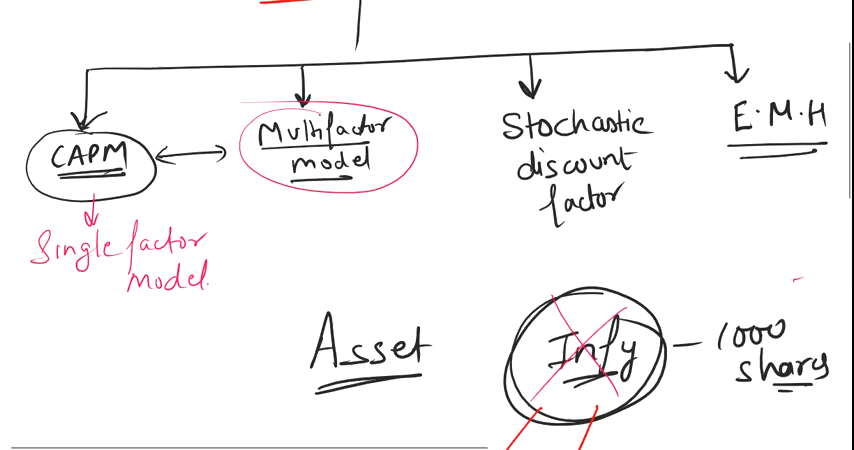 CAPM
Multifactor
model
Stochastic
discount
factor
E.M.H
Single factor
model.
Asset
Infy
- 1000
shares